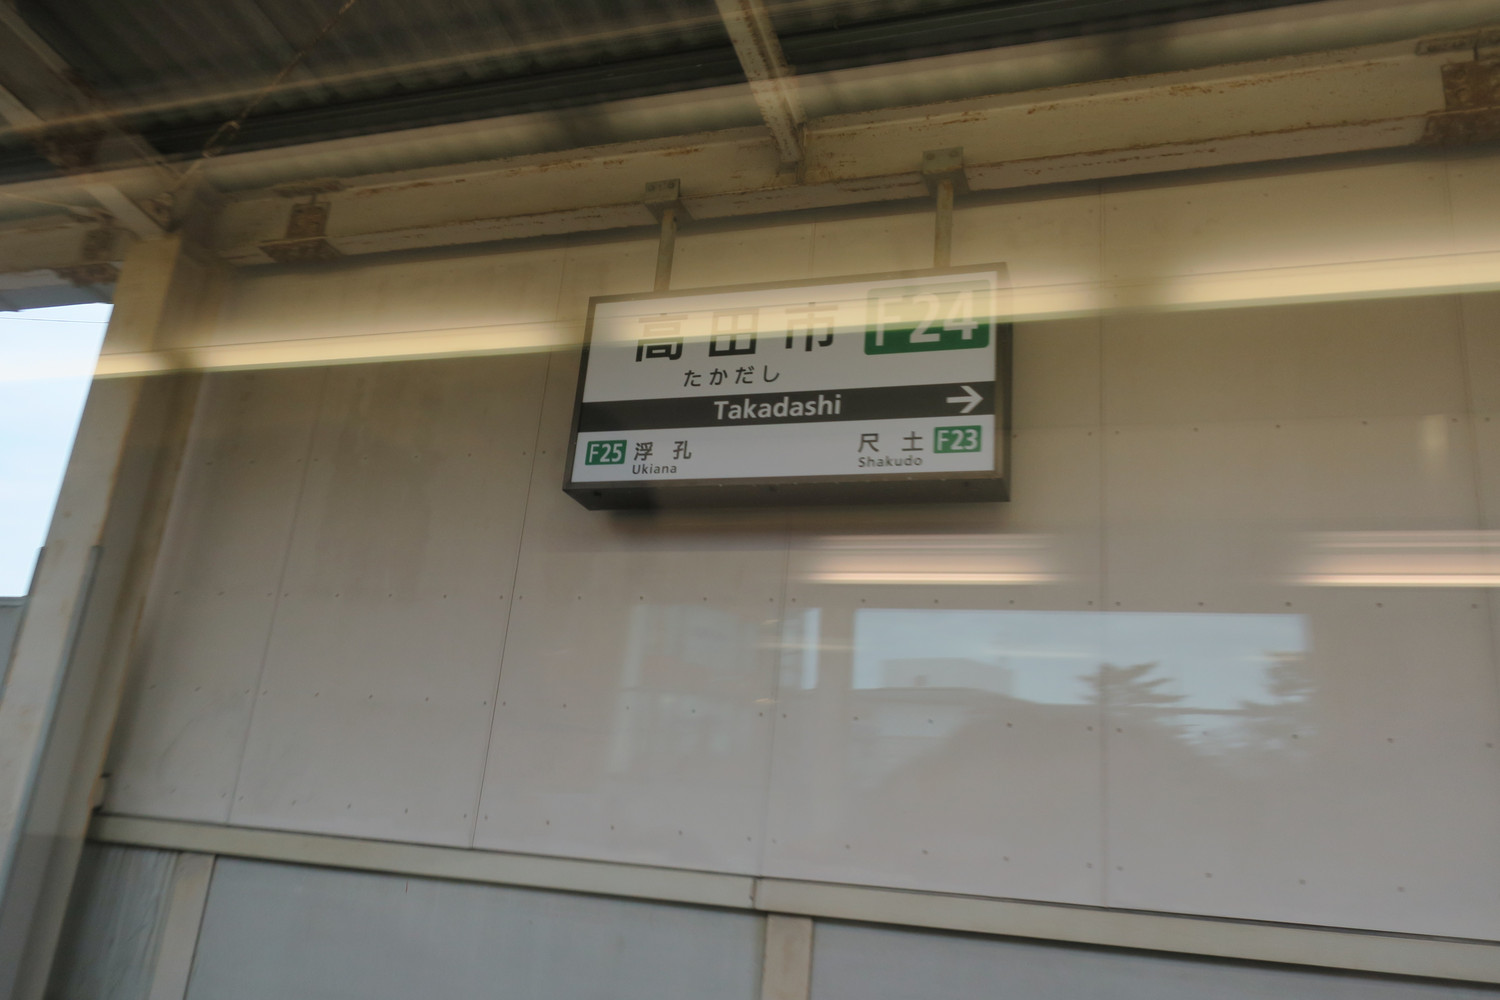 高田市 F24
たかだし
Takadashi →
F25 浮孔 尺土 F23
Ukiana Shakudo